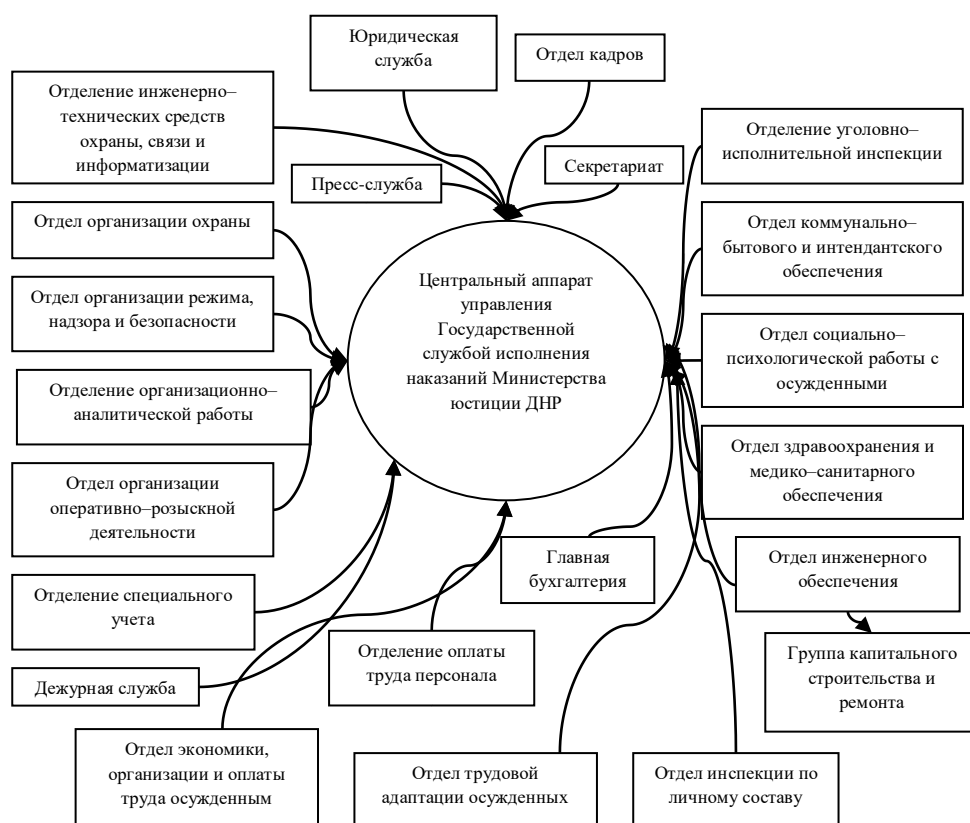 Юридическая
служба
Отдел кадров
Отделение инженерно–
технических средств
охраны, связи и
информатизации
Пресс-служба
Секретариат
Отделение уголовно–
исполнительной инспекции
Отдел организации охраны
Отдел коммунально–
бытового и интендантского
обеспечения
Отдел организации режима,
надзора и безопасности
Центральный аппарат
управления
Государственной
службой исполнения
наказаний Министерства
юстиции ДНР
Отдел социально–
психологической работы с
осужденными
Отделение организационно–
аналитической работы
Отдел здравоохранения и
медико–санитарного
обеспечения
Отдел организации
оперативно–розыскной
деятельности
Главная
бухгалтерия
Отдел инженерного
обеспечения
Отделение специального
учета
Отделение оплаты
труда персонала
Группа капитального
строительства и
ремонта
Дежурная служба
Отдел экономики,
организации и оплаты
труда осужденным
Отдел трудовой
адаптации осужденных
Отдел инспекции по
личному составу